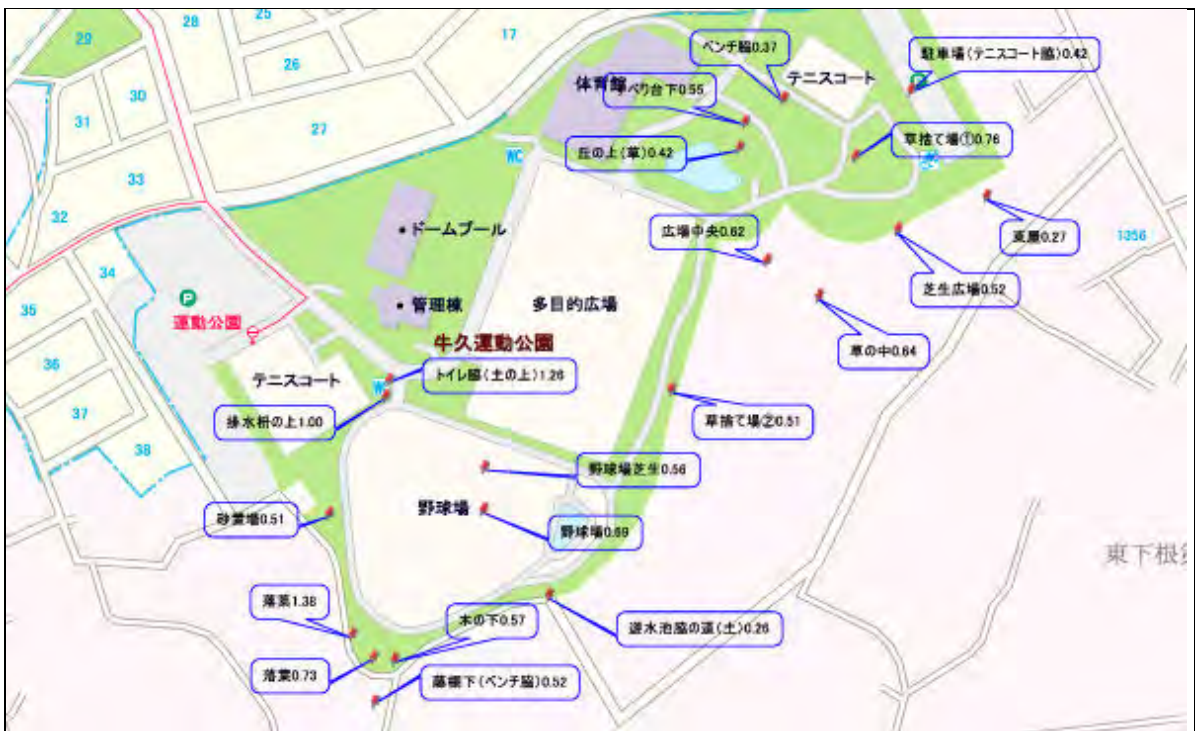 25
28
17
29
ベンチ脇0.37
駐車場(テニスコート脇)0.42
26
体育館
テニスコート
30
すべり台下0.55
31
27
草捨て場①0.76
丘の上(草)0.42
WC
33
32
ドームプール
広場中央0.62
東屋0.27
1356
34
芝生広場0.52
P
管理棟
多目的広場
35
運動公園
牛久運動公園
草の中0.64
36
テニスコート
トイレ脇(土の上)1.26
37
排水枡の上1.00
草捨て場②0.51
38
野球場芝生0.56
野球場
砂置場0.51
野球場0.69
東下根
落葉1.38
木の下0.57
遊水池脇の道(土)0.26
落葉0.73
藤棚下(ベンチ脇)0.52